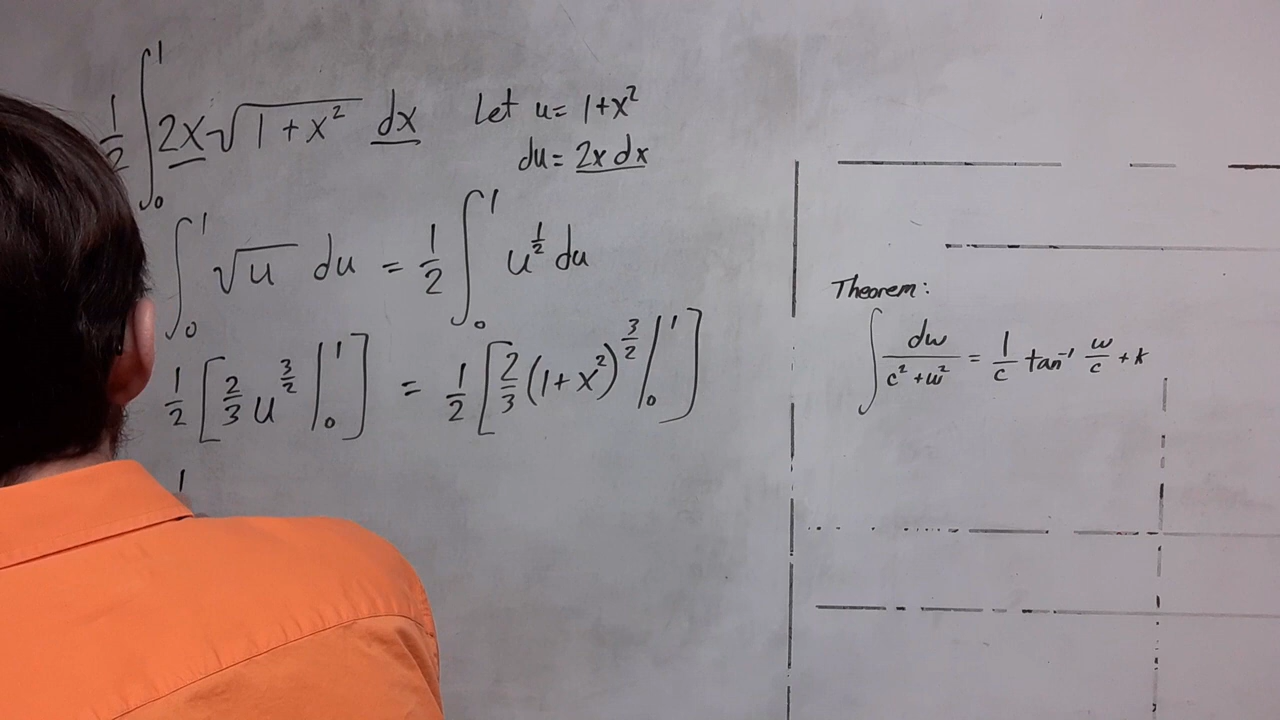 ½ ∫₀¹ 2x √(1+x²) dx Let u = 1+x²
du = 2x dx
∫₀¹ √u du = ½ ∫₀¹ u^½ du
½ [⅔ u^(3/2) |₀¹] = ½ [⅔ (1+x²)^(3/2) |₀¹]
1
Theorem:
∫ dw/(c²+w²) = 1/c tan⁻¹ w/c + k